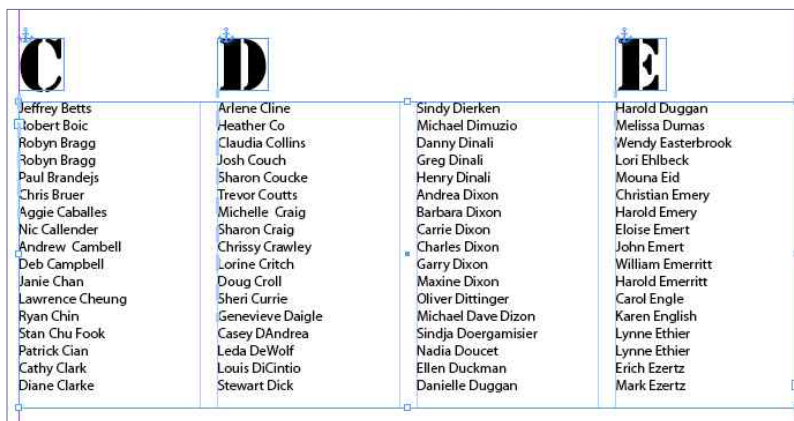 C
D
E
Jeffrey Betts
Robert Boic
Robyn Bragg
Robyn Bragg
Paul Brandejs
Chris Bruer
Aggie Caballes
Nic Callender
Andrew  Cambell
Deb Campbell
Janie Chan
Lawrence Cheung
Ryan Chin
Stan Chu Fook
Patrick Cian
Cathy Clark
Diane Clarke
Arlene Cline
Heather Co
Claudia Collins
Josh Couch
Sharon Coucke
Trevor Coutts
Michelle  Craig
Sharon Craig
Chrissy Crawley
Lorine Critch
Doug Croll
Sheri Currie
Genevieve Daigle
Casey DAndrea
Leda DeWolf
Louis DiCintio
Stewart Dick
Sindy Dierken
Michael Dimuzio
Danny Dinali
Greg Dinali
Henry Dinali
Andrea Dixon
Barbara Dixon
Carrie Dixon
Charles Dixon
Garry Dixon
Maxine Dixon
Oliver Dittinger
Michael Dave Dizon
Sindja Doergamisier
Nadia Doucet
Ellen Duckman
Danielle Duggan
Harold Duggan
Melissa Dumas
Wendy Easterbrook
Lori Ehlbeck
Mouna Eid
Christian Emery
Harold Emery
Eloise Emert
John Emert
William Emerritt
Harold Emerritt
Carol Engle
Karen English
Lynne Ethier
Lynne Ethier
Erich Ezertz
Mark Ezertz